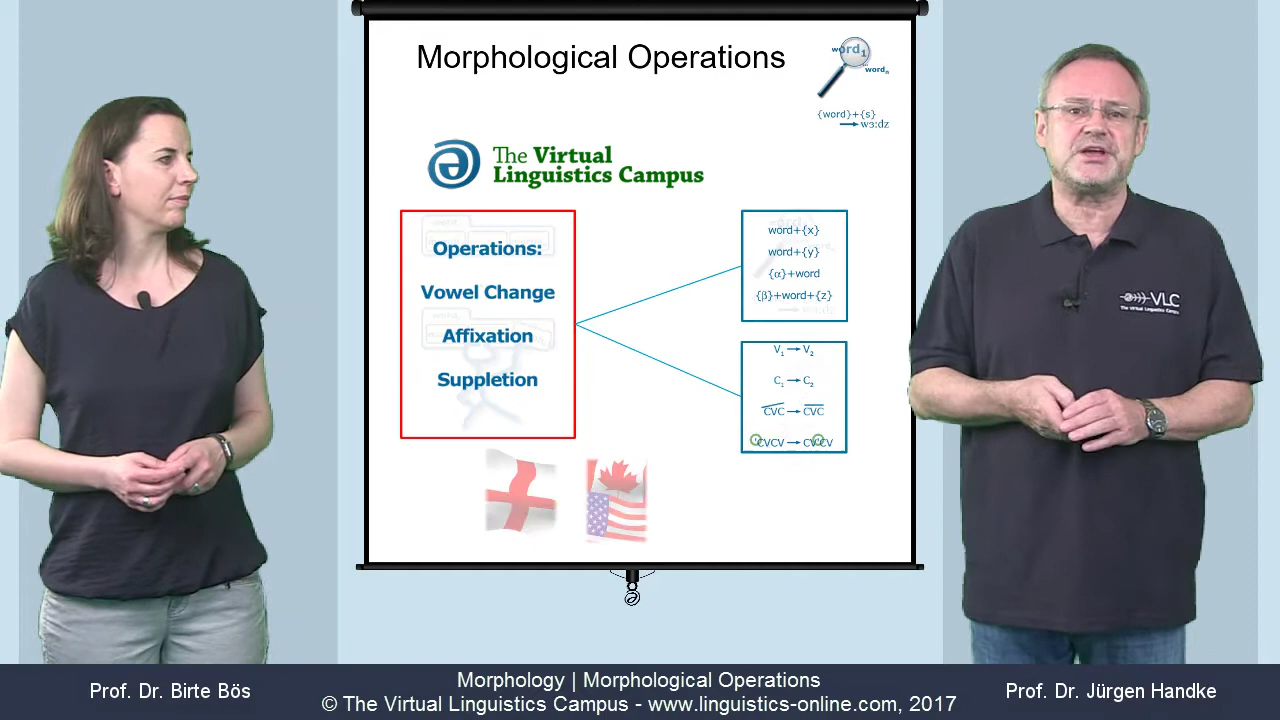 Morphological Operations
word₁
wordₙ
{word}+{s}
→ wɜːdz
ə The Virtual
Linguistics Campus
Operations:
Vowel Change
Affixation
Suppletion
word+{x}
word+{y}
{α}+word
{β}+word+{z}
V₁ → V₂
C₁ → C₂
CVC → CVC
CVCV → CVCV
VLC
The Virtual Linguistics Campus
Prof. Dr. Birte Bös
Morphology | Morphological Operations
© The Virtual Linguistics Campus - www.linguistics-online.com, 2017
Prof. Dr. Jürgen Handke